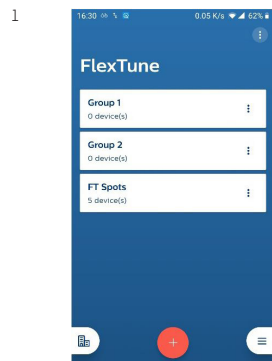 1
16:30
0.05 K/s 62%
FlexTune
Group 1
0 device(s)
Group 2
0 device(s)
FT Spots
5 device(s)